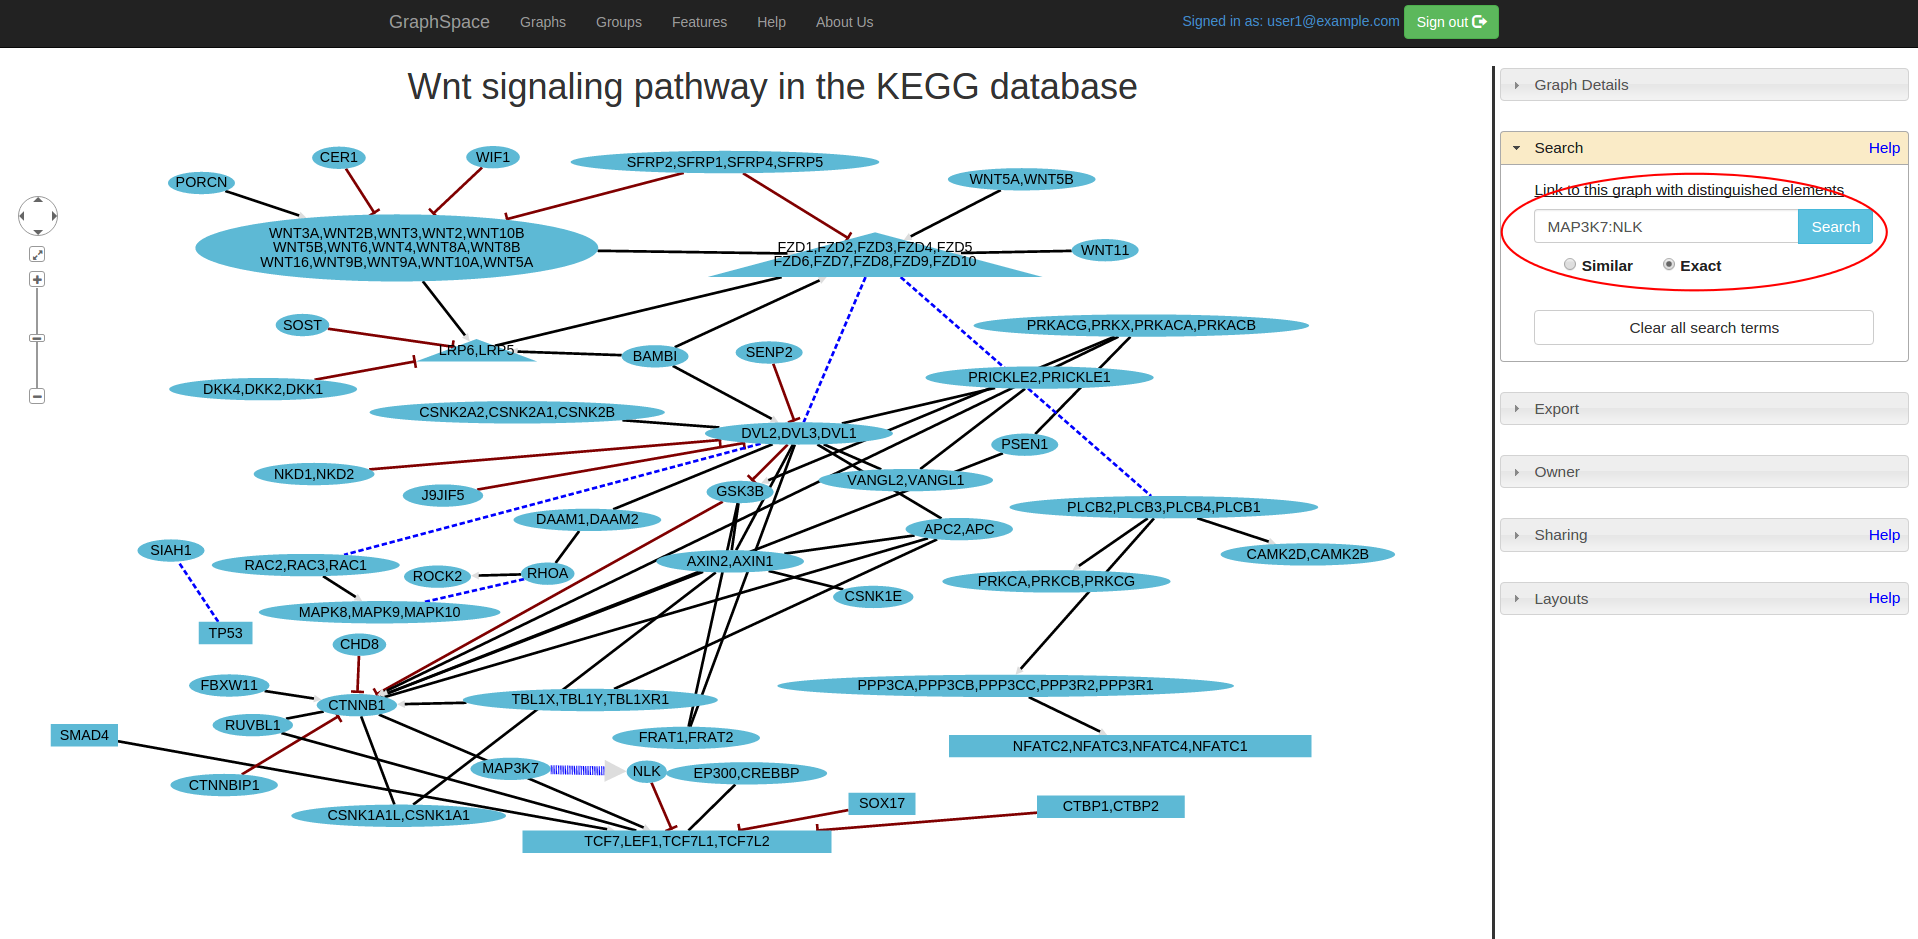 GraphSpace
Graphs
Groups
Features
Help
About Us
Signed in as: user1@example.com
Sign out
Wnt signaling pathway in the KEGG database
CER1
WIF1
SFRP2,SFRP1,SFRP4,SFRP5
PORCN
WNT5A,WNT5B
WNT3A,WNT2B,WNT3,WNT2,WNT10B
WNT5B,WNT6,WNT4,WNT8A,WNT8B
WNT16,WNT9B,WNT9A,WNT10A,WNT5A
FZD1,FZD2,FZD3,FZD4,FZD5
FZD6,FZD7,FZD8,FZD9,FZD10
WNT11
SOST
PRKACG,PRKX,PRKACA,PRKACB
LRP6,LRP5
BAMBI
SENP2
DKK4,DKK2,DKK1
PRICKLE2,PRICKLE1
CSNK2A2,CSNK2A1,CSNK2B
DVL2,DVL3,DVL1
PSEN1
NKD1,NKD2
VANGL2,VANGL1
J9JIF5
GSK3B
PLCB2,PLCB3,PLCB4,PLCB1
DAAM1,DAAM2
APC2,APC
SIAH1
CAMK2D,CAMK2B
RAC2,RAC3,RAC1
AXIN2,AXIN1
ROCK2
RHOA
PRKCA,PRKCB,PRKCG
CSNK1E
MAPK8,MAPK9,MAPK10
TP53
CHD8
FBXW11
PPP3CA,PPP3CB,PPP3CC,PPP3R2,PPP3R1
CTNNB1
TBL1X,TBL1Y,TBL1XR1
RUVBL1
SMAD4
FRAT1,FRAT2
NFATC2,NFATC3,NFATC4,NFATC1
MAP3K7
NLK
EP300,CREBBP
CTNNBIP1
SOX17
CTBP1,CTBP2
CSNK1A1L,CSNK1A1
TCF7,LEF1,TCF7L1,TCF7L2
Graph Details
Search
Help
Link to this graph with distinguished elements
MAP3K7:NLK
Search
Similar
Exact
Clear all search terms
Export
Owner
Sharing
Help
Layouts
Help